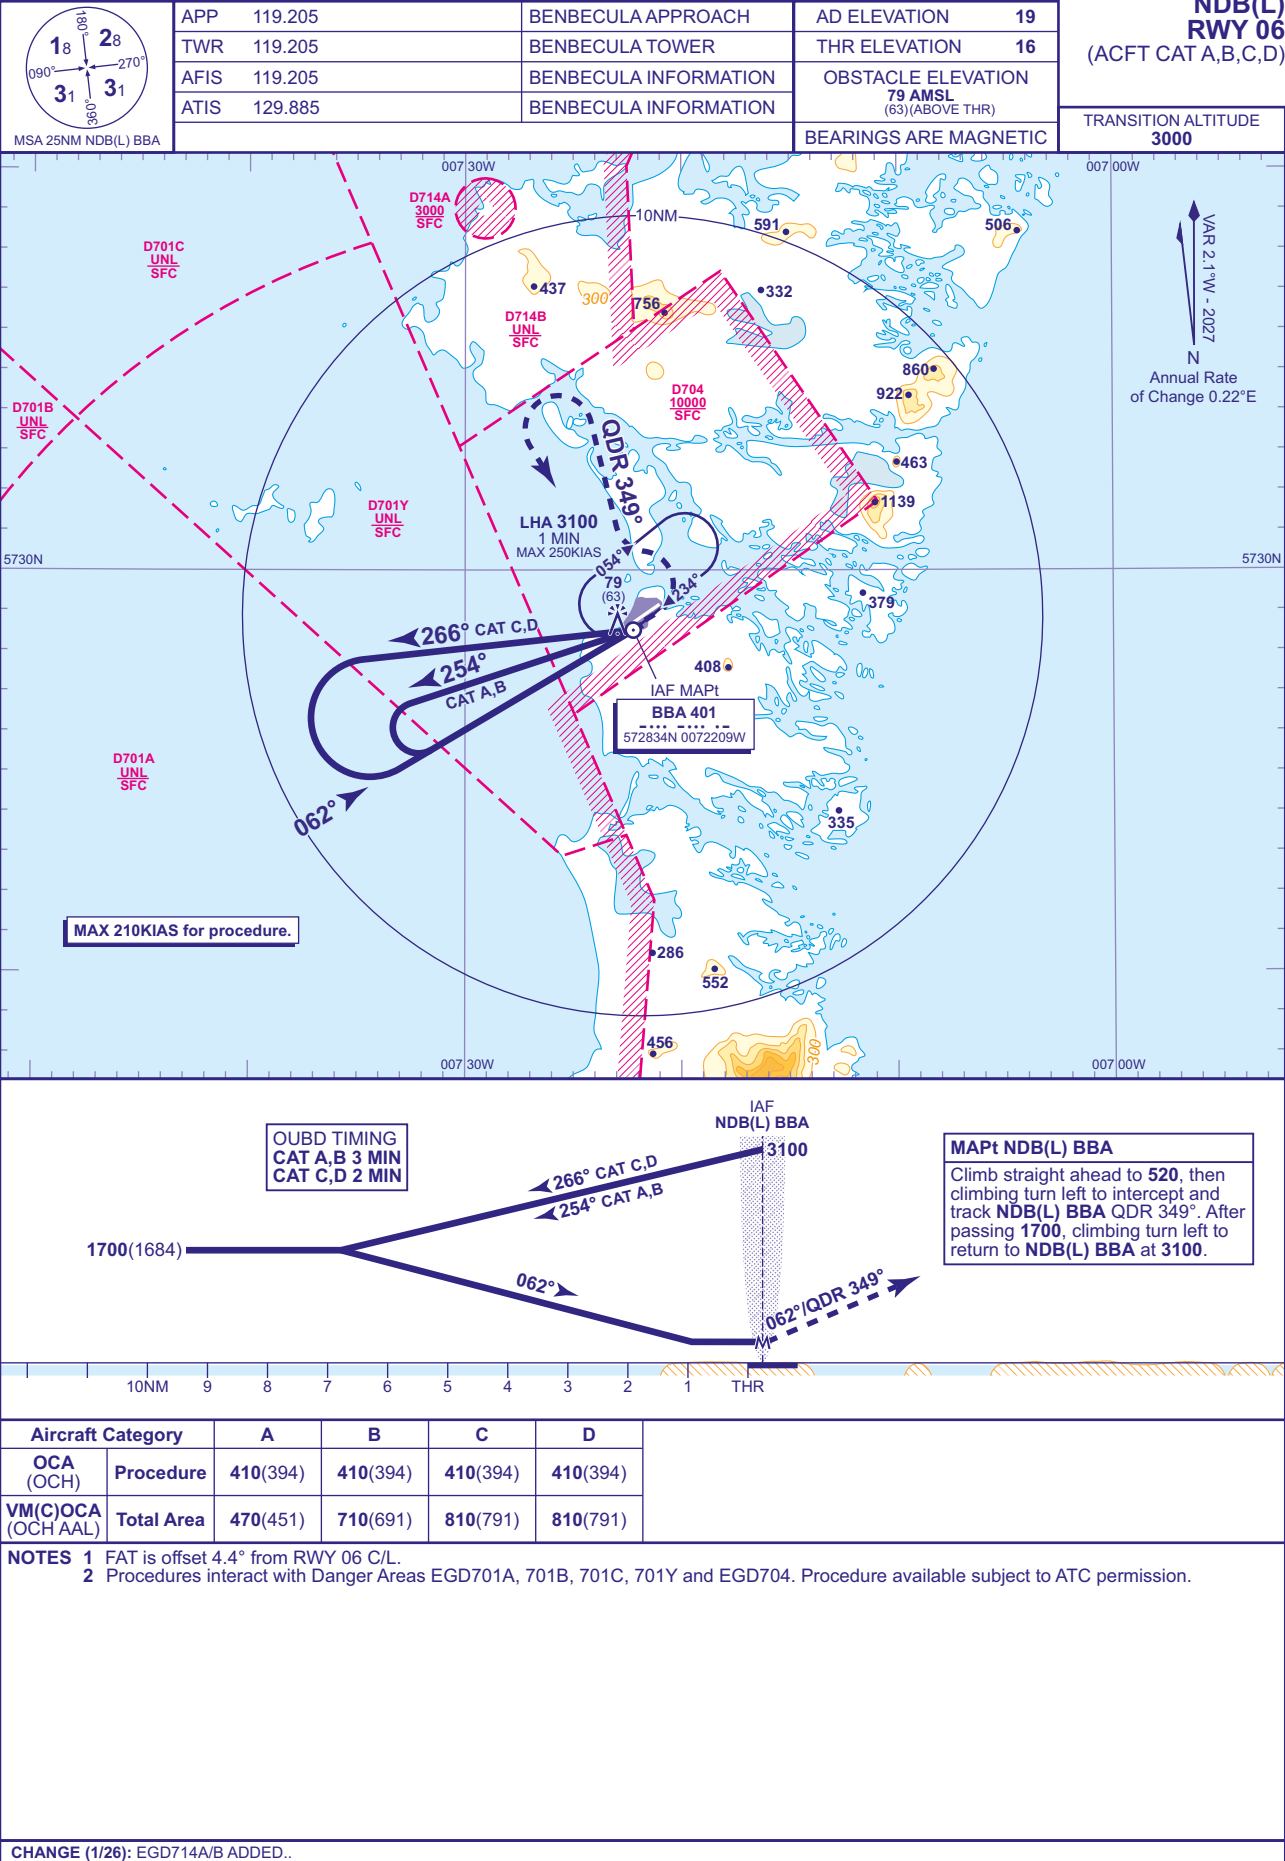 180°
18
28
090°
270°
31
31
360°
MSA 25NM NDB(L) BBA
APP 119.205 BENBECULA APPROACH
TWR 119.205 BENBECULA TOWER
AFIS 119.205 BENBECULA INFORMATION
ATIS 129.885 BENBECULA INFORMATION
AD ELEVATION 19
THR ELEVATION 16
OBSTACLE ELEVATION
79 AMSL
(63)(ABOVE THR)
BEARINGS ARE MAGNETIC
NDB(L)
RWY 06
(ACFT CAT A,B,C,D)
TRANSITION ALTITUDE
3000
007 30W
007 00W
D714A
3000
SFC
10NM
591
506
D701C
UNL
SFC
VAR 2.1°W - 2027
N
Annual Rate
of Change 0.22°E
437
300
756
332
D714B
UNL
SFC
860
922
D704
10000
SFC
D701B
UNL
SFC
QDR 349°
463
1139
D701Y
UNL
SFC
LHA 3100
1 MIN
MAX 250KIAS
5730N
5730N
054°
234°
79
(63)
379
266° CAT C,D
254°
CAT A,B
408
IAF MAPt
BBA 401
–··· –··· ·–
572834N 0072209W
D701A
UNL
SFC
062°
335
MAX 210KIAS for procedure.
286
552
456
300
007 30W
007 00W
IAF
NDB(L) BBA
3100
OUBD TIMING
CAT A,B 3 MIN
CAT C,D 2 MIN
266° CAT C,D
254° CAT A,B
1700(1684)
062°
062°/QDR 349°
M
MAPt NDB(L) BBA
Climb straight ahead to 520, then
climbing turn left to intercept and
track NDB(L) BBA QDR 349°. After
passing 1700, climbing turn left to
return to NDB(L) BBA at 3100.
10NM 9 8 7 6 5 4 3 2 1 THR
Aircraft Category A B C D
OCA
(OCH) Procedure 410(394) 410(394) 410(394) 410(394)
VM(C)OCA
(OCH AAL) Total Area 470(451) 710(691) 810(791) 810(791)
NOTES 1 FAT is offset 4.4° from RWY 06 C/L.
2 Procedures interact with Danger Areas EGD701A, 701B, 701C, 701Y and EGD704. Procedure available subject to ATC permission.
CHANGE (1/26): EGD714A/B ADDED..